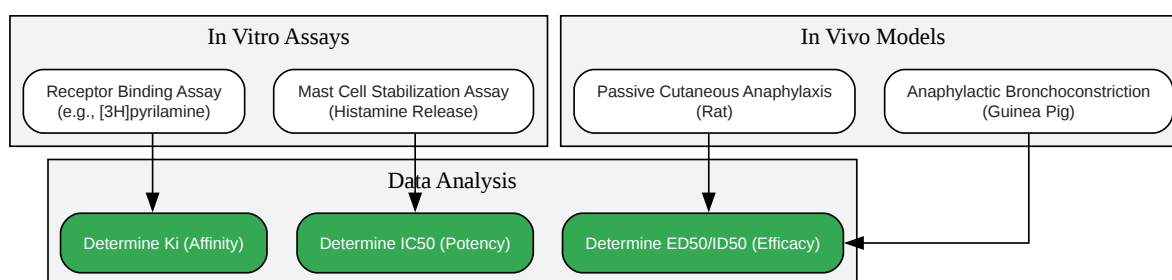 In Vitro Assays
In Vivo Models
Receptor Binding Assay
(e.g., [3H]pyrilamine)
Mast Cell Stabilization Assay
(Histamine Release)
Passive Cutaneous Anaphylaxis
(Rat)
Anaphylactic Bronchoconstriction
(Guinea Pig)
Data Analysis
Determine Ki (Affinity)
Determine IC50 (Potency)
Determine ED50/ID50 (Efficacy)